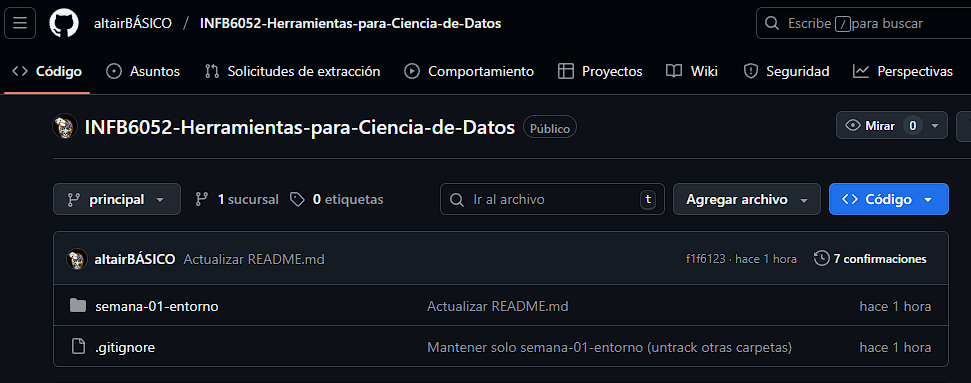 altairBÁSICO / INFB6052-Herramientas-para-Ciencia-de-Datos
Escribe / para buscar
Código Asuntos Solicitudes de extracción Comportamiento Proyectos Wiki Seguridad Perspectivas
INFB6052-Herramientas-para-Ciencia-de-Datos Público
Mirar 0
principal 1 sucursal 0 etiquetas Ir al archivo t Agregar archivo Código
altairBÁSICO Actualizar README.md f1f6123 · hace 1 hora 7 confirmaciones
semana-01-entorno Actualizar README.md hace 1 hora
.gitignore Mantener solo semana-01-entorno (untrack otras carpetas) hace 1 hora